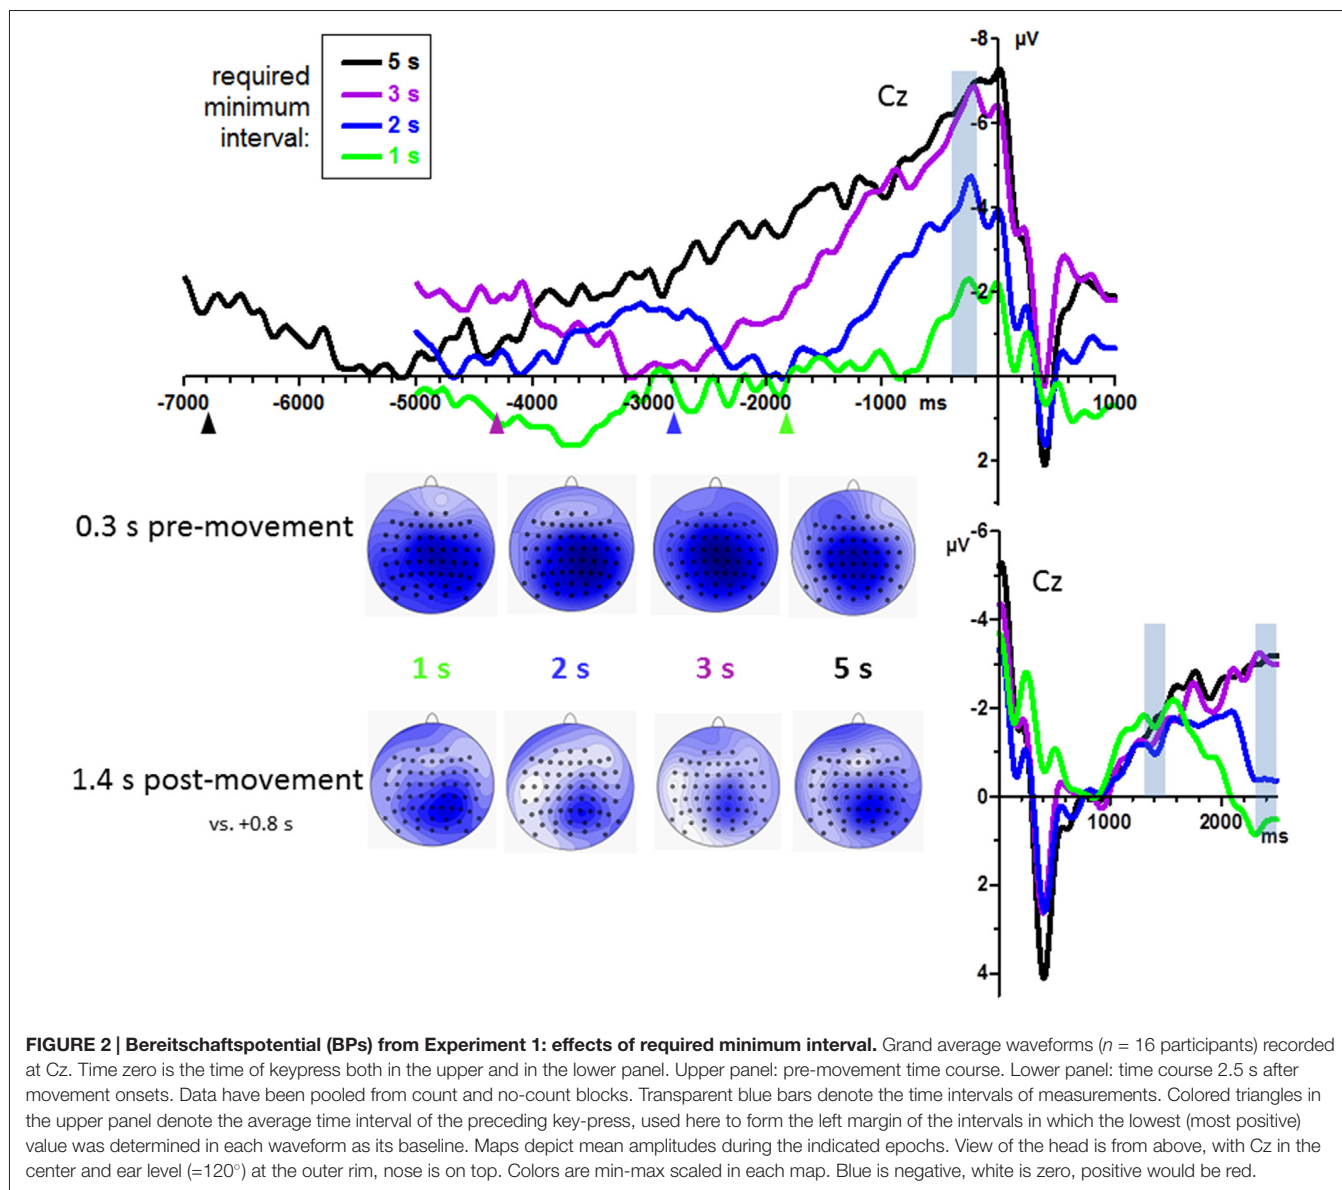 required
minimum
interval:
5 s
3 s
2 s
1 s
Cz
-8
µV
-6
-4
-2
2
-7000
-6000
-5000
-4000
-3000
-2000
-1000
ms
1000
0.3 s pre-movement
1 s
2 s
3 s
5 s
1.4 s post-movement
vs. +0.8 s
µV
-6
Cz
-4
-2
0
2
4
1000
2000
ms
FIGURE 2 | Bereitschaftspotential (BPs) from Experiment 1: effects of required minimum interval. Grand average waveforms (n = 16 participants) recorded
at Cz. Time zero is the time of keypress both in the upper and in the lower panel. Upper panel: pre-movement time course. Lower panel: time course 2.5 s after
movement onsets. Data have been pooled from count and no-count blocks. Transparent blue bars denote the time intervals of measurements. Colored triangles in
the upper panel denote the average time interval of the preceding key-press, used here to form the left margin of the intervals in which the lowest (most positive)
value was determined in each waveform as its baseline. Maps depict mean amplitudes during the indicated epochs. View of the head is from above, with Cz in the
center and ear level (=120°) at the outer rim, nose is on top. Colors are min-max scaled in each map. Blue is negative, white is zero, positive would be red.